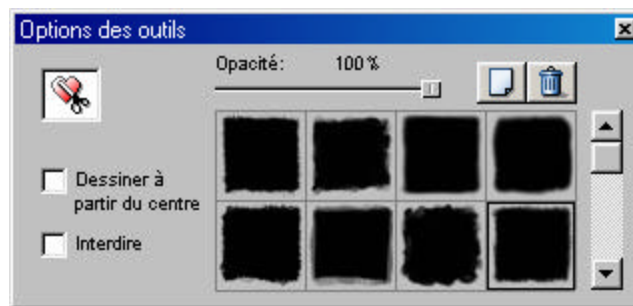 Options des outils
Opacité: 100 %
Dessiner à
partir du centre
Interdire